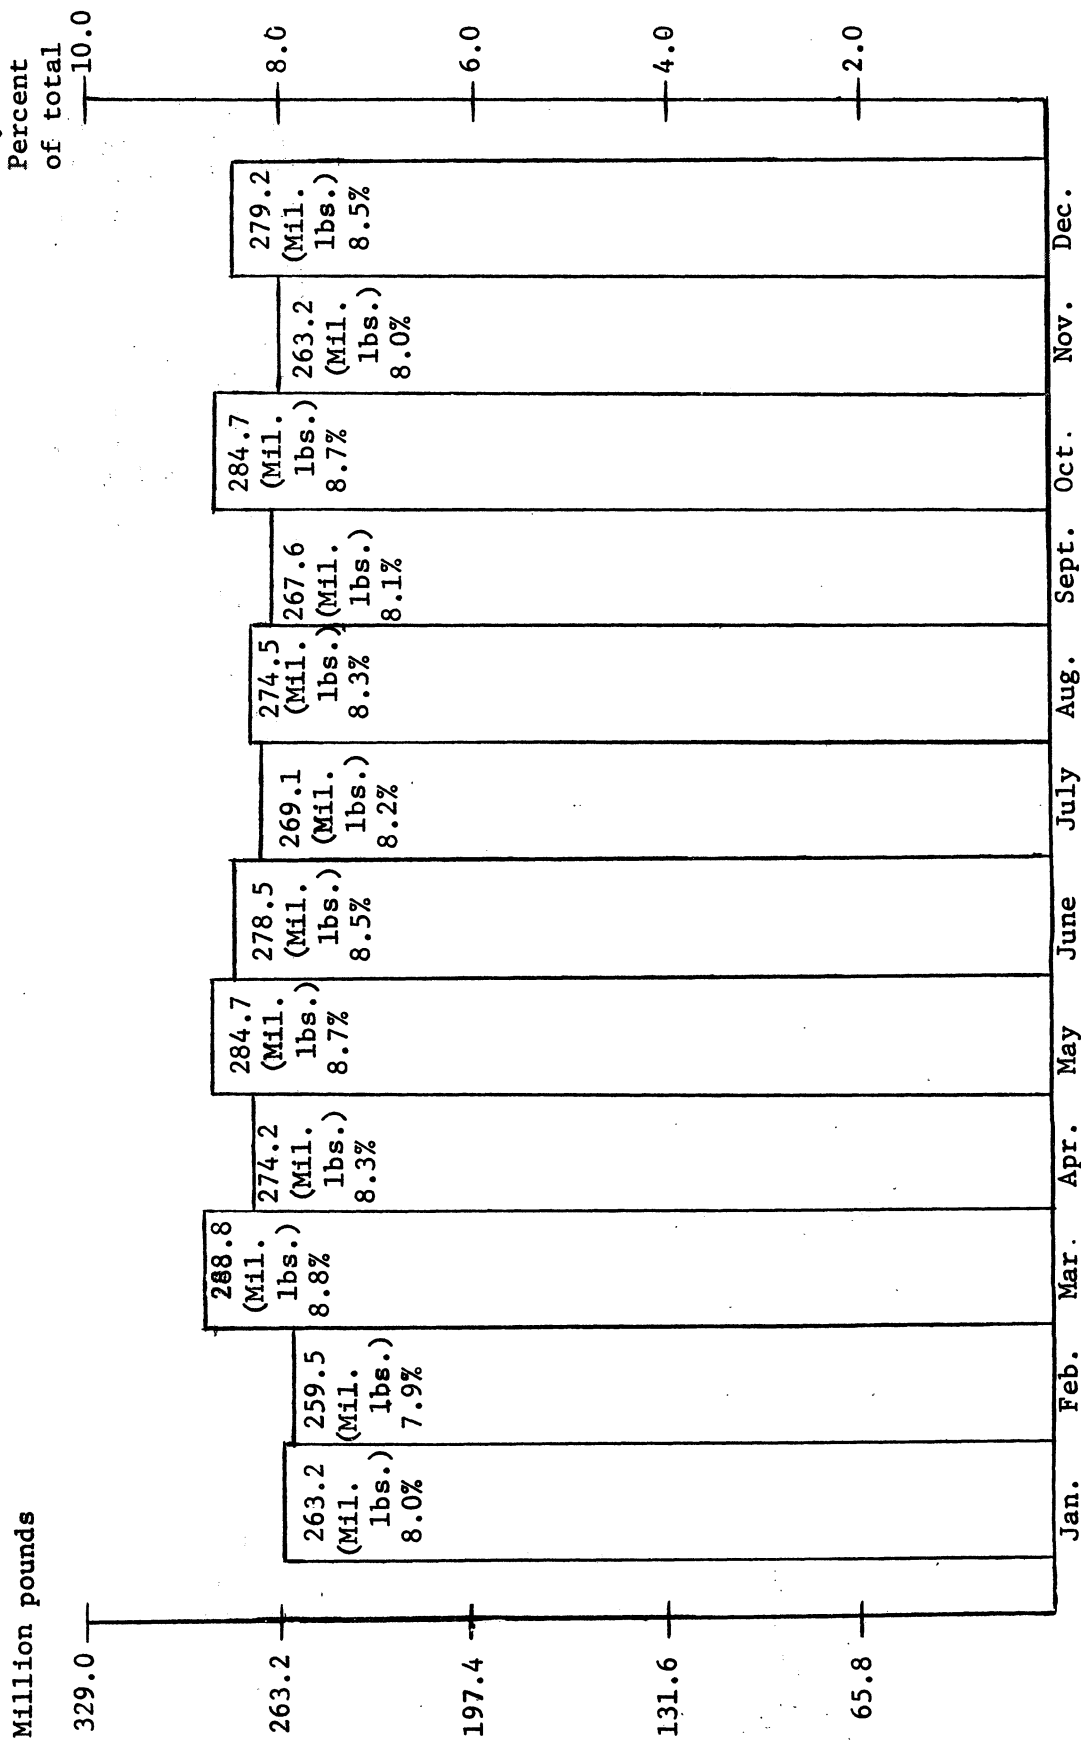 Million pounds
Percent
of total
329.0
263.2
197.4
131.6
65.8
263.2
(Mil.
lbs.)
8.0%
259.5
(Mil.
lbs.)
7.9%
288.8
(Mil.
lbs.)
8.8%
274.2
(Mil.
lbs.)
8.3%
284.7
(Mil.
lbs.)
8.7%
278.5
(Mil.
lbs.)
8.5%
269.1
(Mil.
lbs.)
8.2%
274.5
(Mil.
lbs.)
8.3%
267.6
(Mil.
lbs.)
8.1%
284.7
(Mil.
lbs.)
8.7%
263.2
(Mil.
lbs.)
8.0%
279.2
(Mil.
lbs.)
8.5%
10.0
8.0
6.0
4.0
2.0
Jan. Feb. Mar. Apr. May June July Aug. Sept. Oct. Nov. Dec.